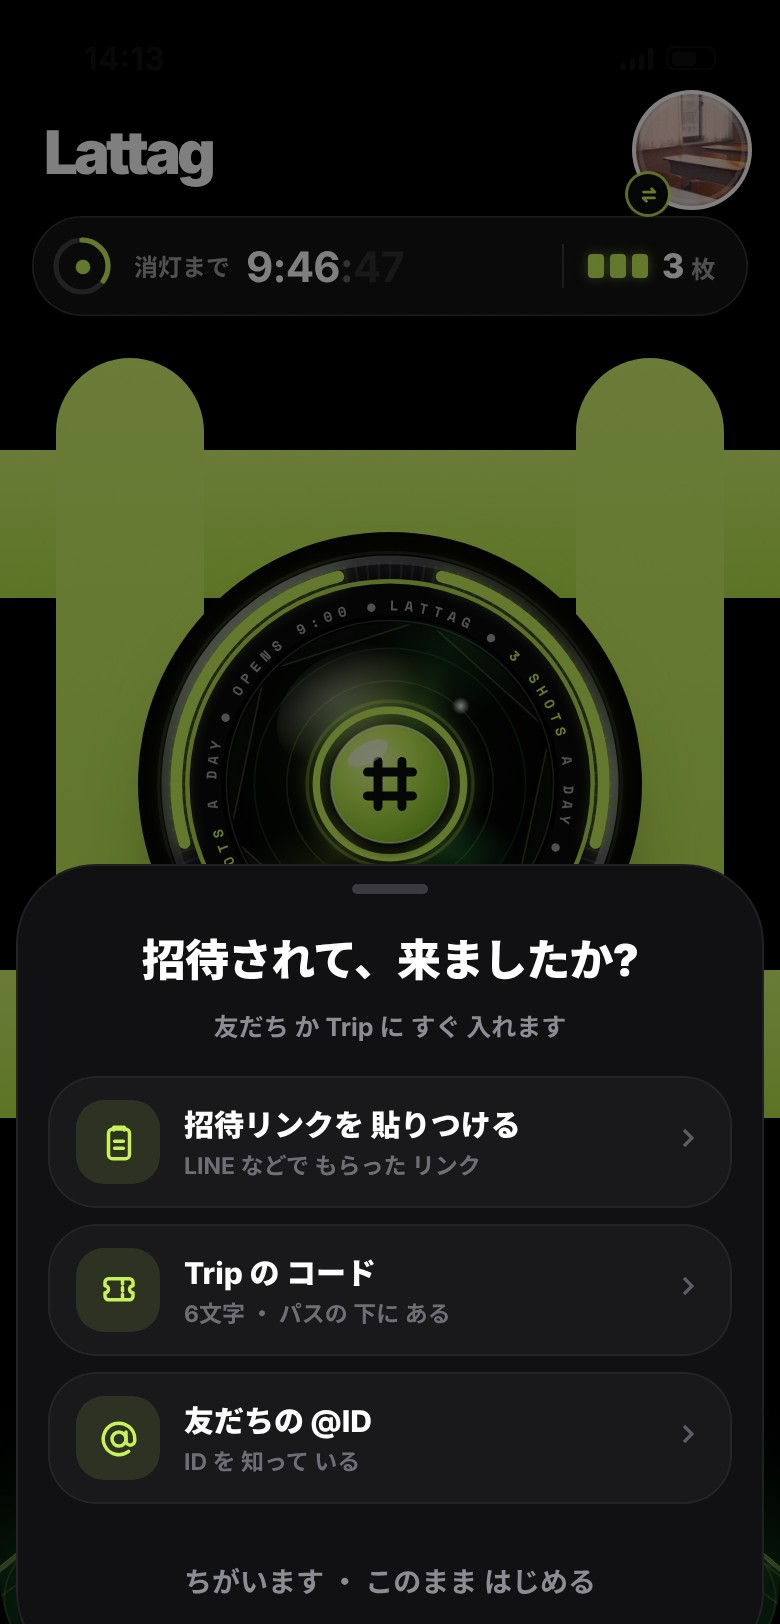 14:13
Lattag
消灯まで 9:46:47 3 枚
OPENS 9:00 ● LATTAG ● 3 SHOTS A DAY ●
OTS A DAY ●
招待されて、来ましたか?
友だち か Trip に すぐ 入れます
招待リンクを 貼りつける
LINE などで もらった リンク
Trip の コード
6文字 ・ パスの 下に ある
友だちの @ID
ID を 知って いる
ちがいます ・ このまま はじめる